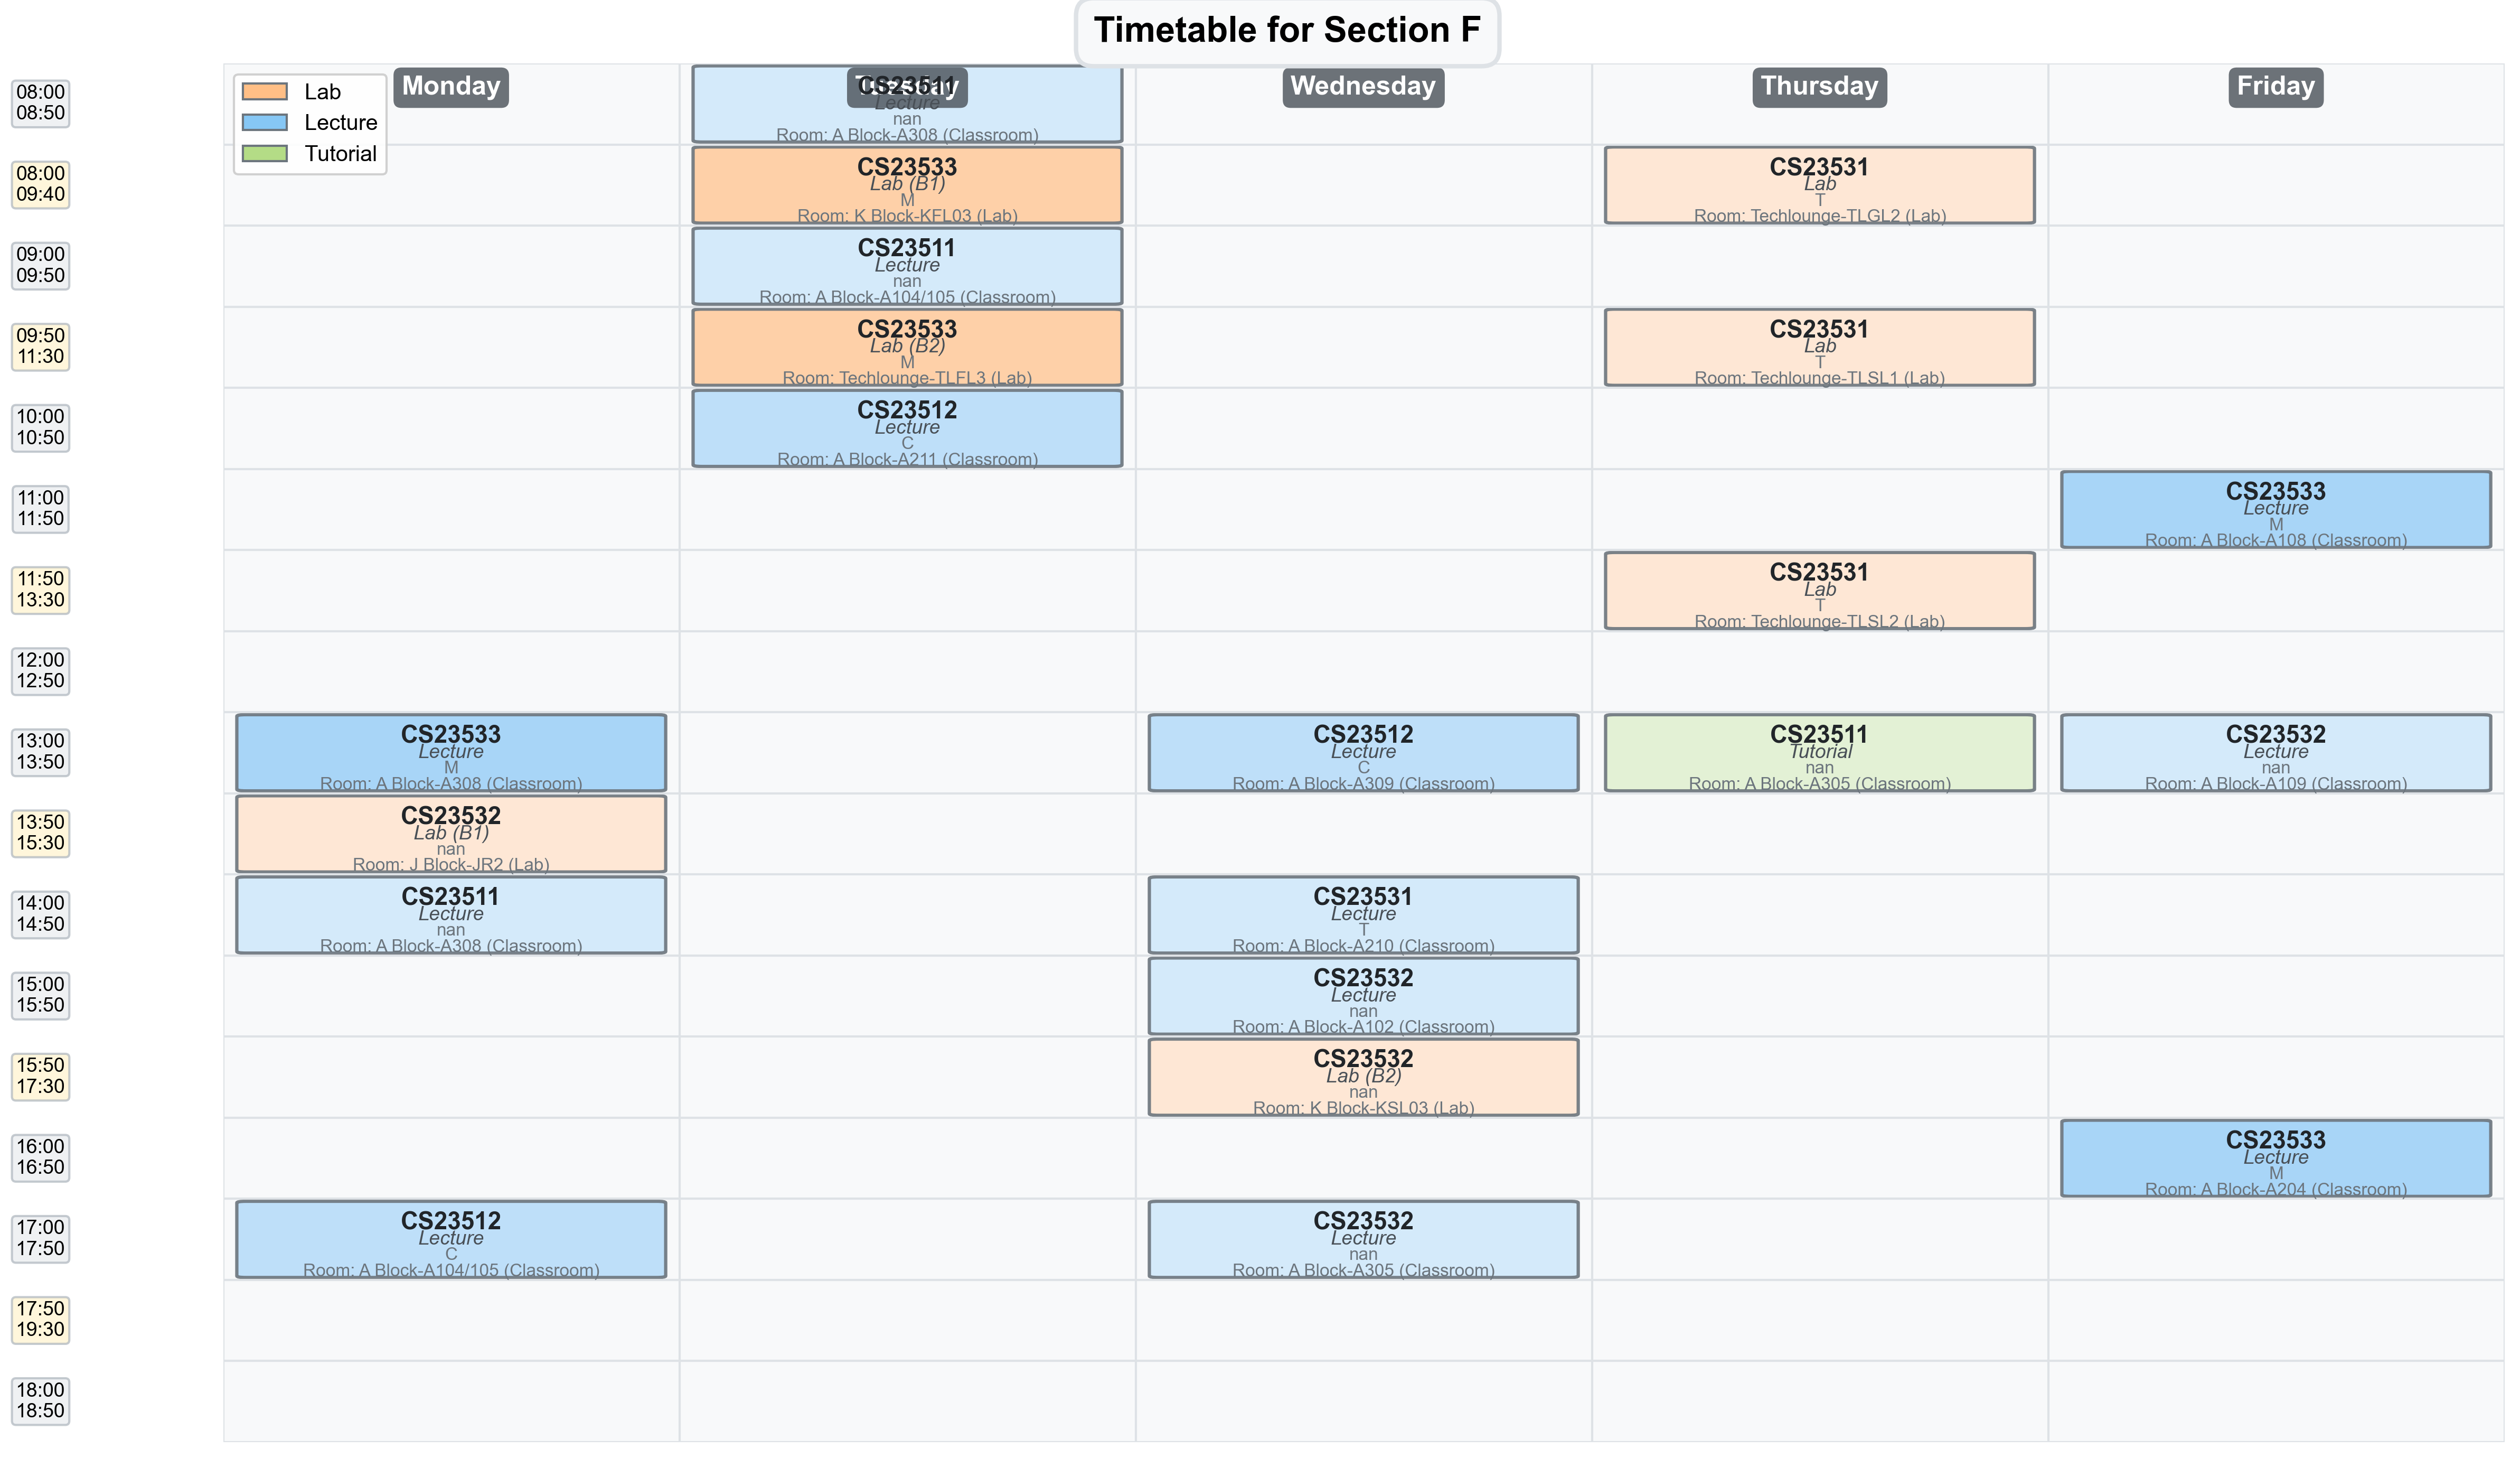 Timetable for Section F
Lab
Lecture
Tutorial
Monday
Tuesday
Wednesday
Thursday
Friday
08:00
08:50
CS23511
Lecture
nan
Room: A Block-A308 (Classroom)
08:00
09:40
CS23533
Lab (B1)
M
Room: K Block-KFL03 (Lab)
CS23531
Lab
T
Room: Techlounge-TLGL2 (Lab)
09:00
09:50
CS23511
Lecture
nan
Room: A Block-A104/105 (Classroom)
09:50
11:30
CS23533
Lab (B2)
M
Room: Techlounge-TLFL3 (Lab)
CS23531
Lab
T
Room: Techlounge-TLSL1 (Lab)
10:00
10:50
CS23512
Lecture
C
Room: A Block-A211 (Classroom)
11:00
11:50
CS23533
Lecture
M
Room: A Block-A108 (Classroom)
11:50
13:30
CS23531
Lab
T
Room: Techlounge-TLSL2 (Lab)
12:00
12:50
13:00
13:50
CS23533
Lecture
M
Room: A Block-A308 (Classroom)
CS23512
Lecture
C
Room: A Block-A309 (Classroom)
CS23511
Tutorial
nan
Room: A Block-A305 (Classroom)
CS23532
Lecture
nan
Room: A Block-A109 (Classroom)
13:50
15:30
CS23532
Lab (B1)
nan
Room: J Block-JR2 (Lab)
14:00
14:50
CS23511
Lecture
nan
Room: A Block-A308 (Classroom)
CS23531
Lecture
T
Room: A Block-A210 (Classroom)
15:00
15:50
CS23532
Lecture
nan
Room: A Block-A102 (Classroom)
15:50
17:30
CS23532
Lab (B2)
nan
Room: K Block-KSL03 (Lab)
16:00
16:50
CS23533
Lecture
M
Room: A Block-A204 (Classroom)
17:00
17:50
CS23512
Lecture
C
Room: A Block-A104/105 (Classroom)
CS23532
Lecture
nan
Room: A Block-A305 (Classroom)
17:50
19:30
18:00
18:50